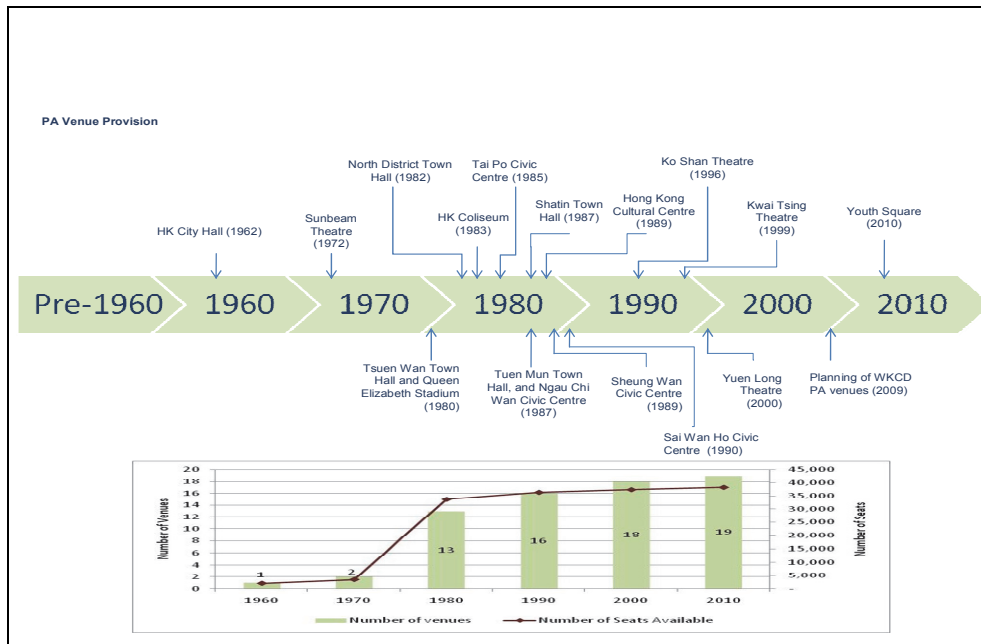 PA Venue Provision
North District Town
Hall (1982)
Tai Po Civic
Centre (1985)
Ko Shan Theatre
(1996)
HK City Hall (1962)
Sunbeam
Theatre
(1972)
HK Coliseum
(1983)
Shatin Town
Hall (1987)
Hong Kong
Cultural Centre
(1989)
Kwai Tsing
Theatre
(1999)
Youth Square
(2010)
Pre-1960
1960
1970
1980
1990
2000
2010
Tsuen Wan Town
Hall and Queen
Elizabeth Stadium
(1980)
Tuen Mun Town
Hall, and Ngau Chi
Wan Civic Centre
(1987)
Sheung Wan
Civic Centre
(1989)
Sai Wan Ho Civic
Centre (1990)
Yuen Long
Theatre
(2000)
Planning of WKCD
PA venues (2009)
Number of Venues
20
18
16
14
12
10
8
6
4
2
0
1
2
13
16
18
19
45,000
40,000
35,000
30,000
25,000
20,000
15,000
10,000
5,000
-
Number of Seats
1960
1970
1980
1990
2000
2010
Number of venues
Number of Seats Available